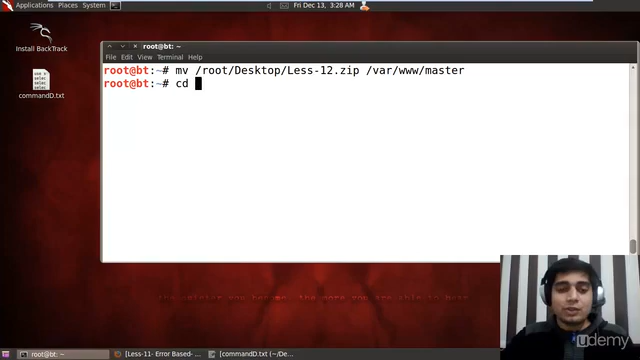 Applications Places System
Fri Dec 13, 3:28 AM
Install BackTrack
commandD.txt
root@bt: ~
File Edit View Terminal Help
root@bt:~# mv /root/Desktop/Less-12.zip /var/www/master
root@bt:~# cd
ûdemy
root@bt: ~
[Less-11- Error Based-...
[commandD.txt (~/De...